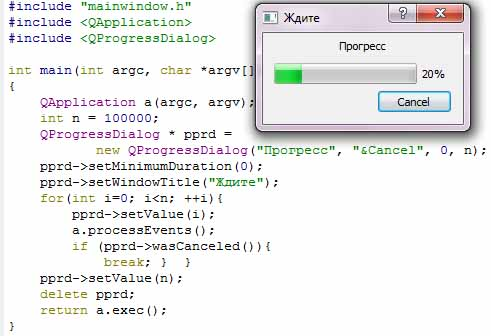 #include "mainwindow.h"
#include <QApplication>
#include <QProgressDialog>
int main(int argc, char *argv[]
{
QApplication a(argc, argv);
int n = 100000;
QProgressDialog * pprd =
new QProgressDialog("Прогресс", "&Cancel", 0, n);
pprd->setMinimumDuration(0);
pprd->setWindowTitle("Ждите");
for(int i=0; i<n; ++i){
pprd->setValue(i);
a.processEvents();
if (pprd->wasCanceled()){
break; } }
pprd->setValue(n);
delete pprd;
return a.exec();
}
Ждите
Прогресс
20%
Cancel